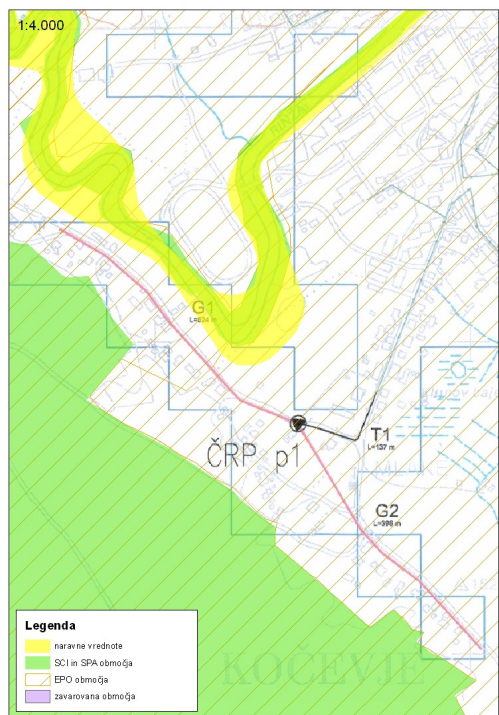 1:4.000
RINŽA
G1
ČRP p1
T1
L=137 m
G2
L=398 m
Legenda
naravne vrednote
SCI in SPA območja
EPO območja
zavarovana območja
KOČEVJE